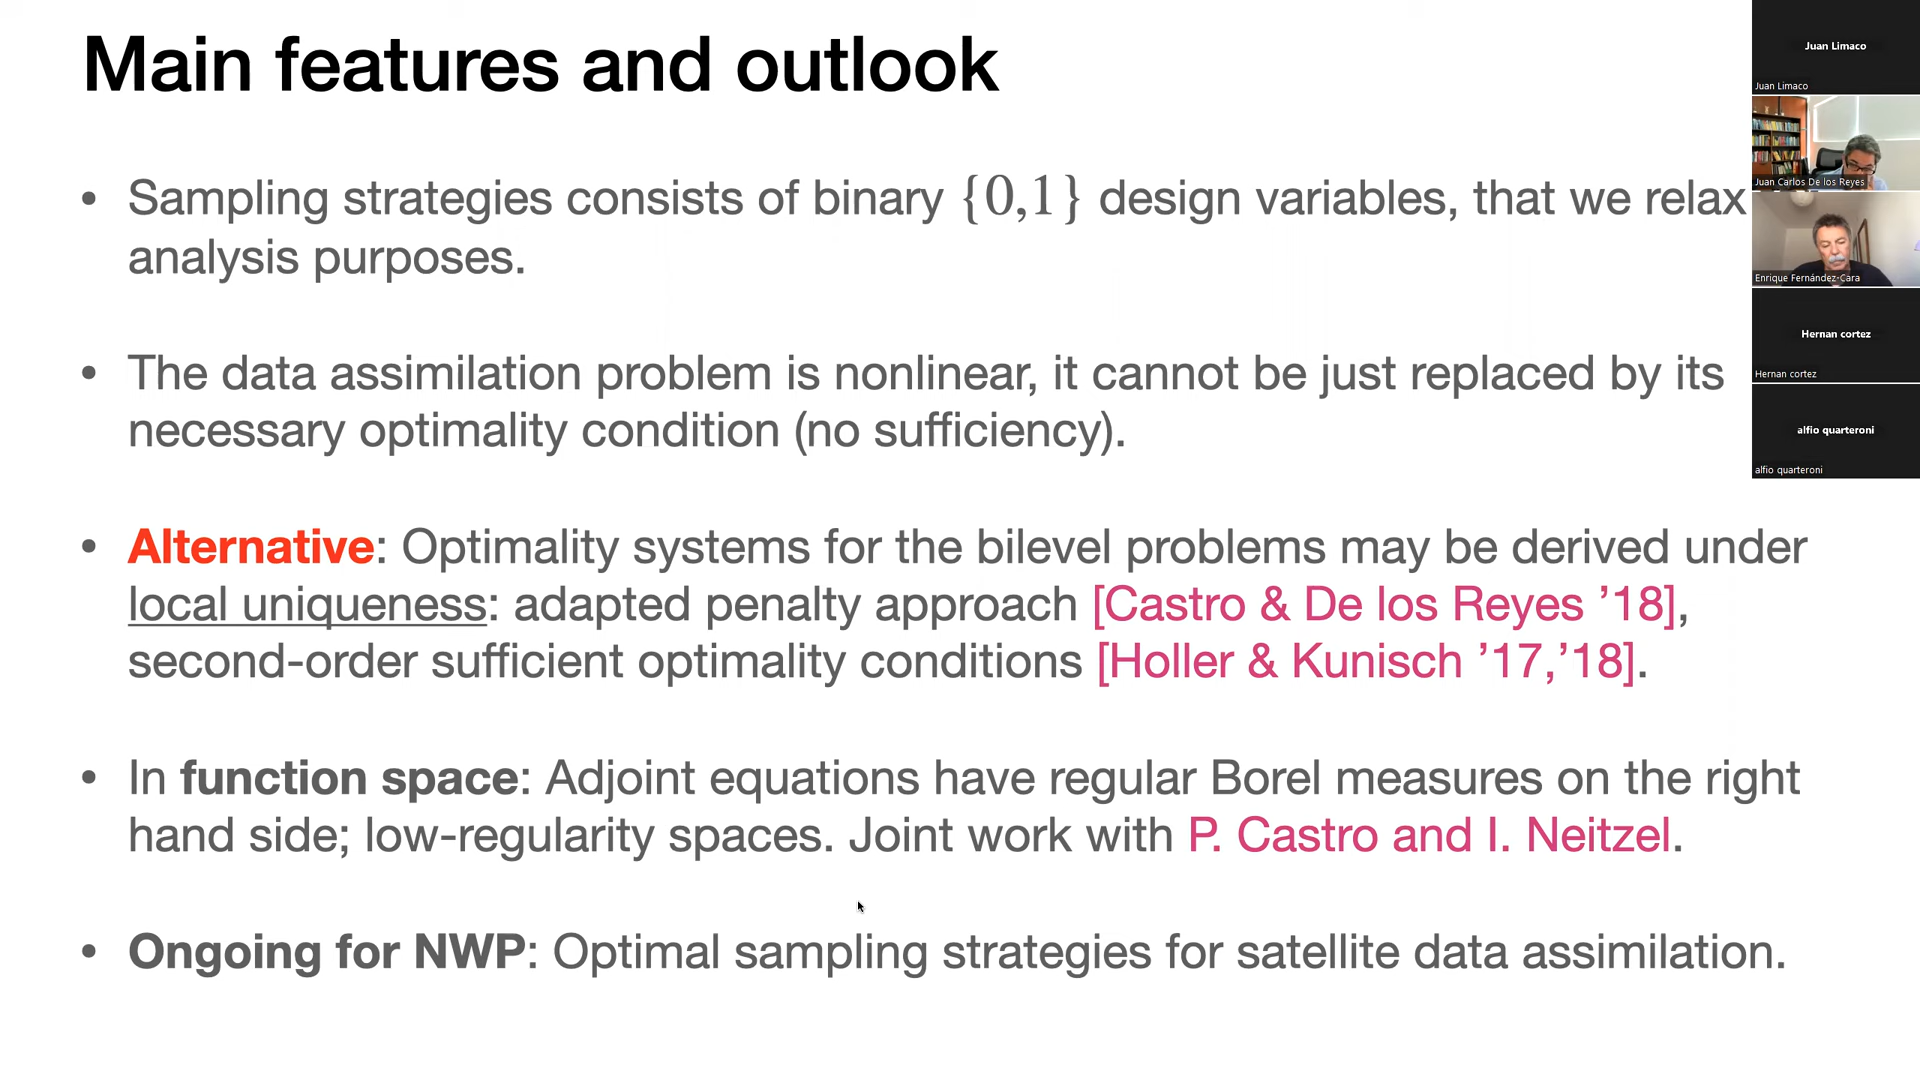 Main features and outlook
• Sampling strategies consists of binary {0,1} design variables, that we relax
analysis purposes.
• The data assimilation problem is nonlinear, it cannot be just replaced by its
necessary optimality condition (no sufficiency).
• Alternative: Optimality systems for the bilevel problems may be derived under
local uniqueness: adapted penalty approach [Castro & De los Reyes ’18],
second-order sufficient optimality conditions [Holler & Kunisch ’17,’18].
• In function space: Adjoint equations have regular Borel measures on the right
hand side; low-regularity spaces. Joint work with P. Castro and I. Neitzel.
• Ongoing for NWP: Optimal sampling strategies for satellite data assimilation.
Juan Limaco
Juan Limaco
Juan Carlos De los Reyes
Enrique Fernández-Cara
Hernan cortez
Hernan cortez
alfio quarteroni
alfio quarteroni